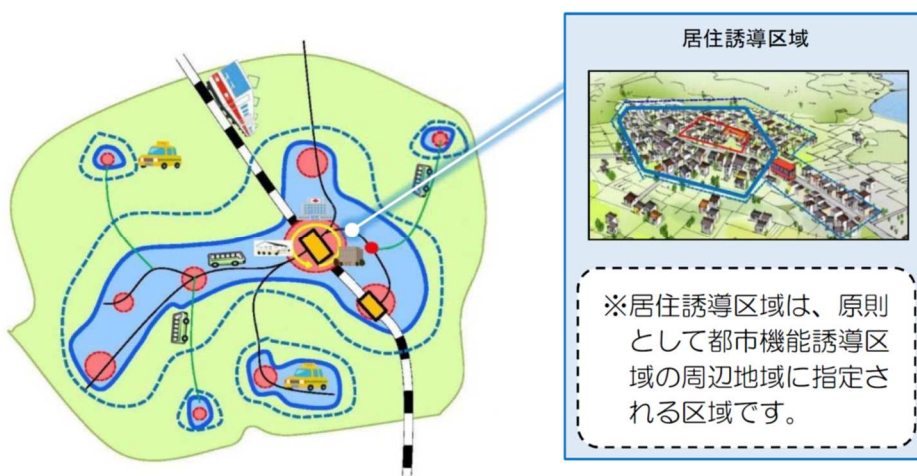 居住誘導区域
※居住誘導区域は、原則
として都市機能誘導区
域の周辺地域に指定さ
れる区域です。